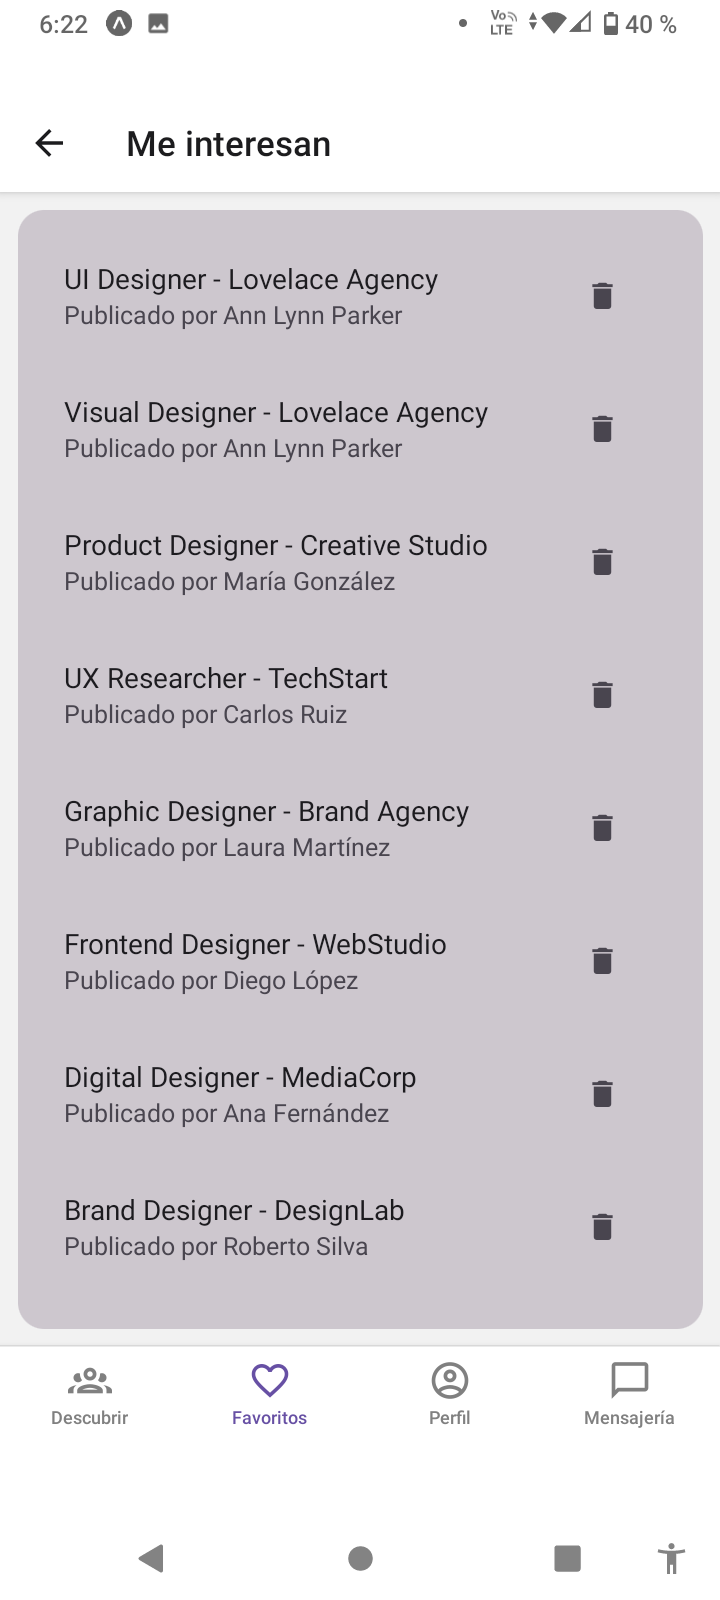 6:22
Vo LTE
40 %
Me interesan
UI Designer - Lovelace Agency
Publicado por Ann Lynn Parker
Visual Designer - Lovelace Agency
Publicado por Ann Lynn Parker
Product Designer - Creative Studio
Publicado por María González
UX Researcher - TechStart
Publicado por Carlos Ruiz
Graphic Designer - Brand Agency
Publicado por Laura Martínez
Frontend Designer - WebStudio
Publicado por Diego López
Digital Designer - MediaCorp
Publicado por Ana Fernández
Brand Designer - DesignLab
Publicado por Roberto Silva
Descubrir
Favoritos
Perfil
Mensajería